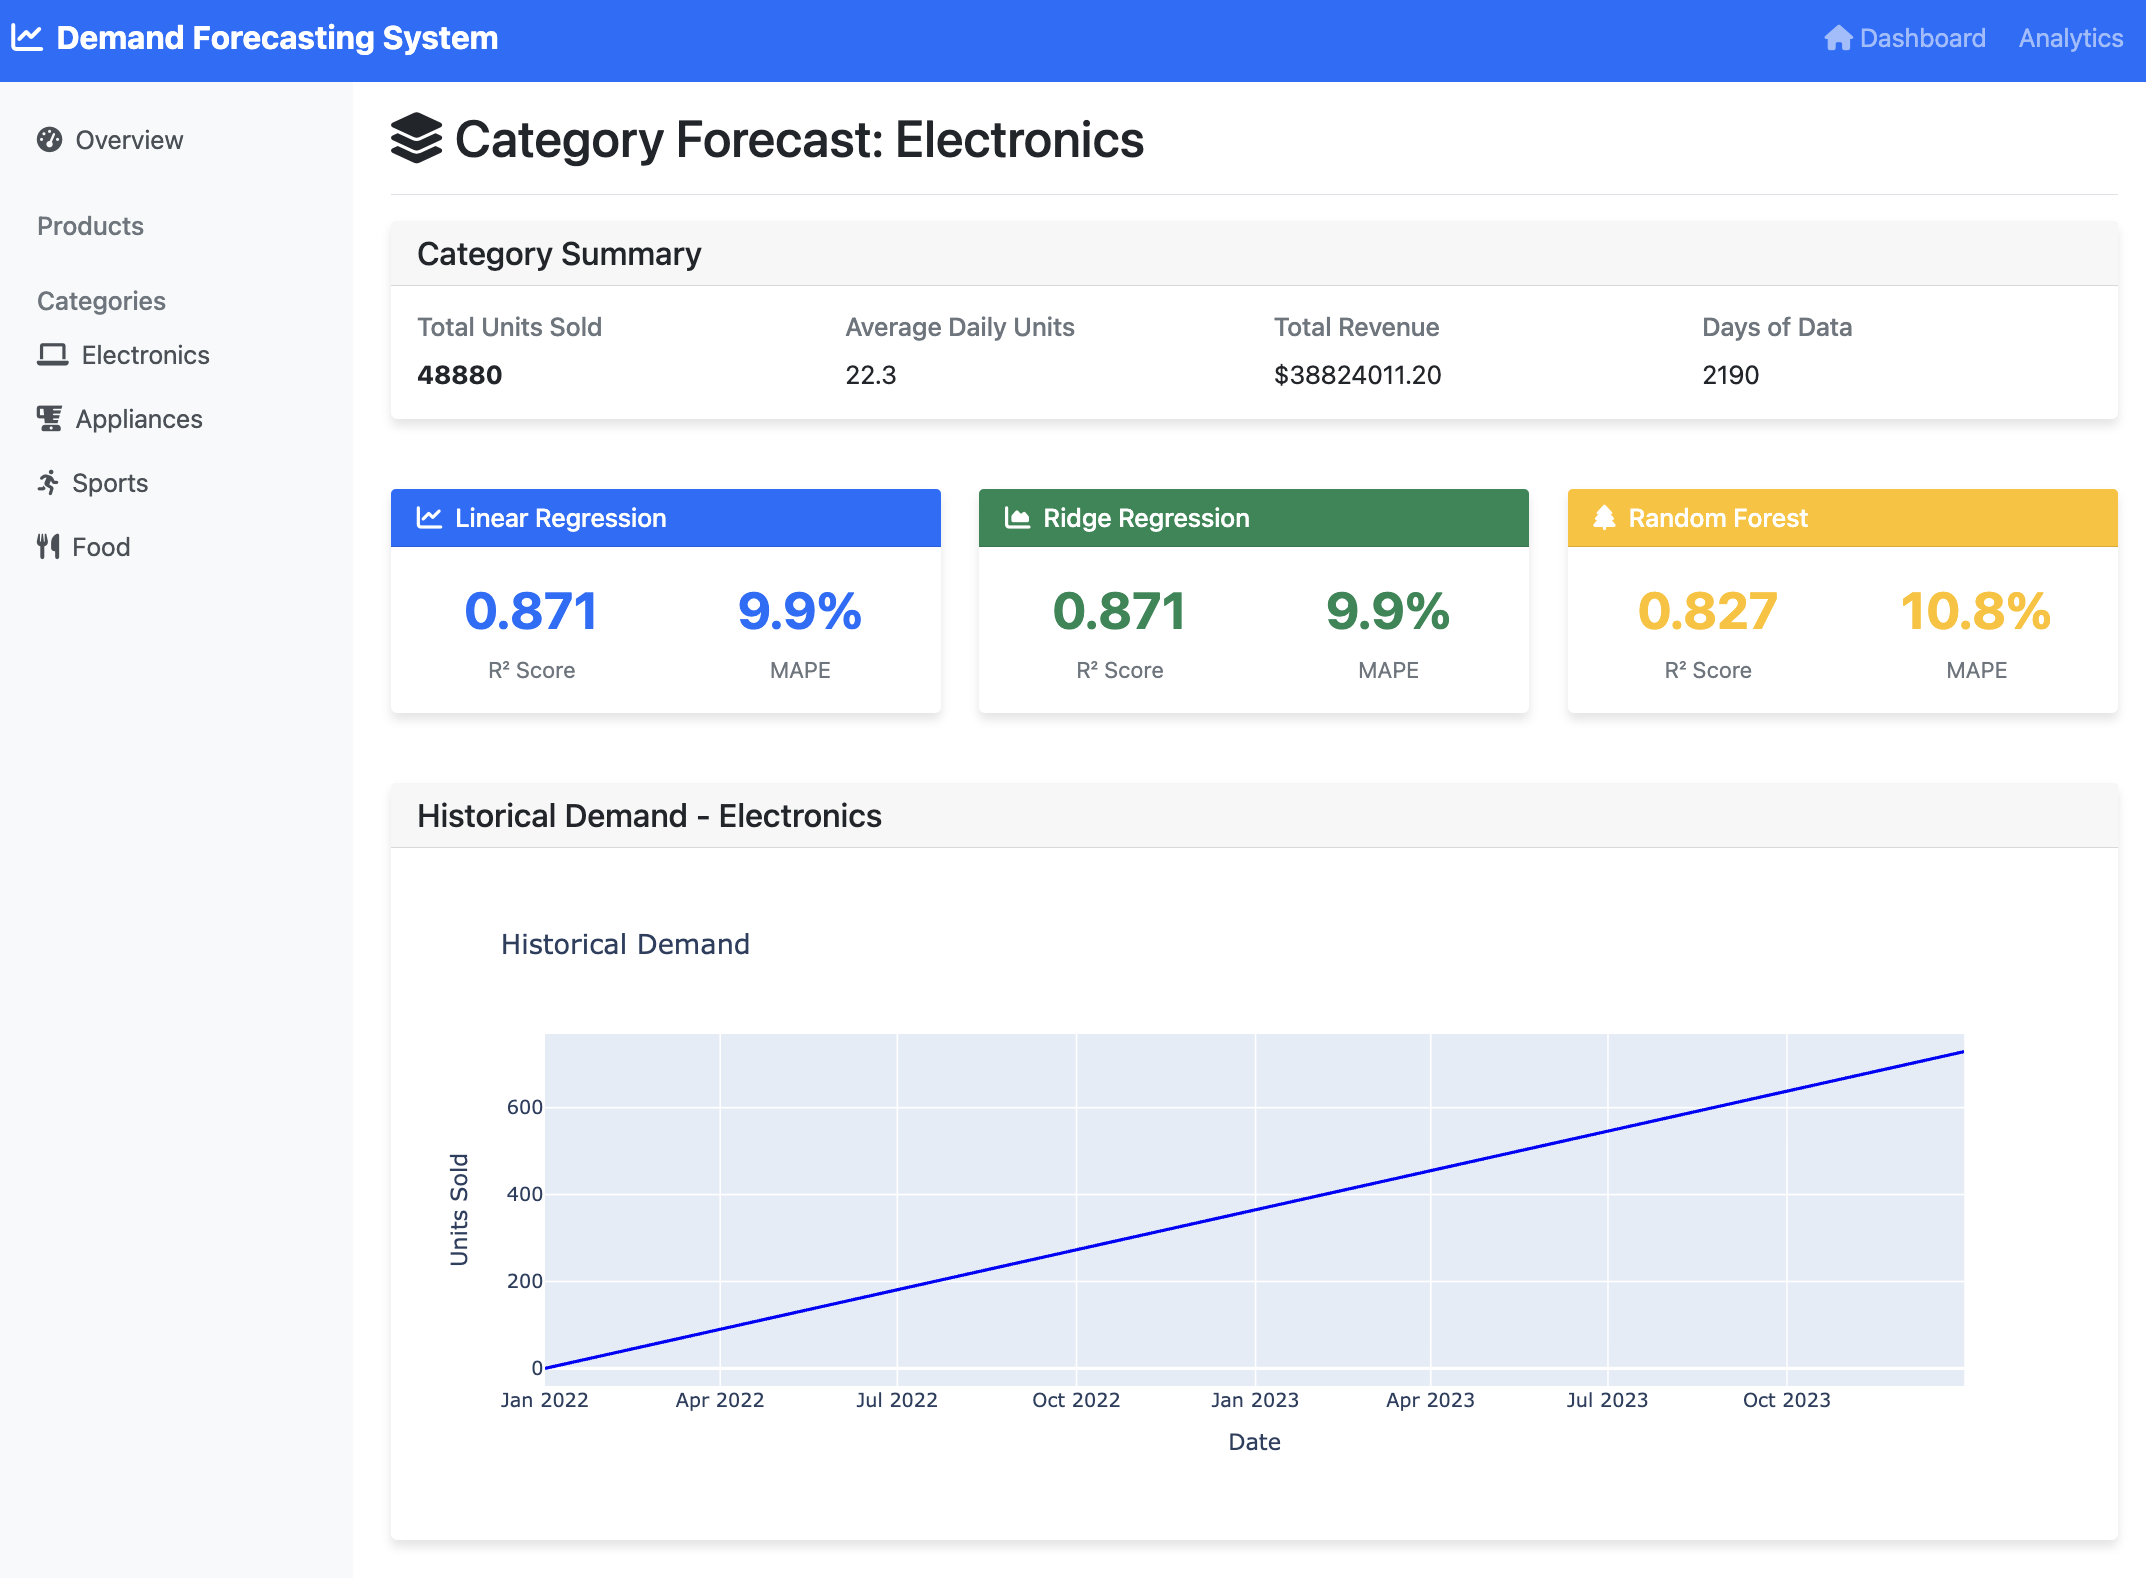 Demand Forecasting System
Dashboard
Analytics
Overview
Products
Categories
Electronics
Appliances
Sports
Food
Category Forecast: Electronics
Category Summary
Total Units Sold
48880
Average Daily Units
22.3
Total Revenue
$38824011.20
Days of Data
2190
Linear Regression
0.871
R² Score
9.9%
MAPE
Ridge Regression
0.871
R² Score
9.9%
MAPE
Random Forest
0.827
R² Score
10.8%
MAPE
Historical Demand - Electronics
Historical Demand
Units Sold
600
400
200
0
Jan 2022
Apr 2022
Jul 2022
Oct 2022
Jan 2023
Apr 2023
Jul 2023
Oct 2023
Date